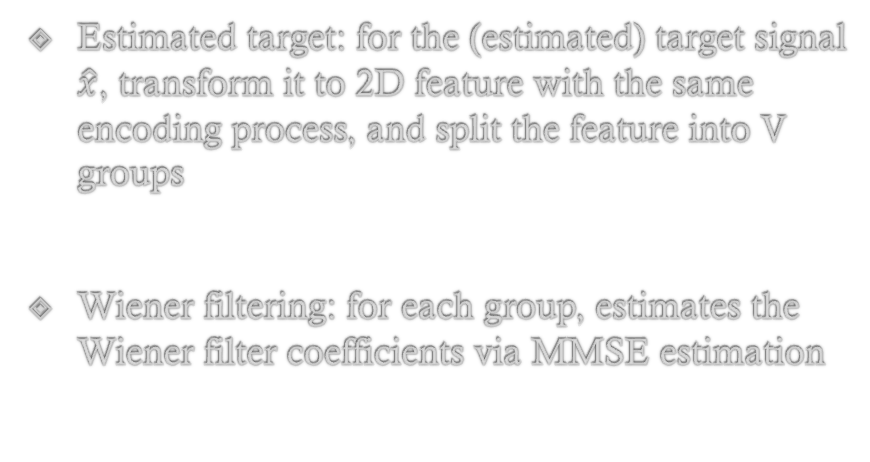 Estimated target: for the (estimated) target signal
x̂, transform it to 2D feature with the same
encoding process, and split the feature into V
groups
Wiener filtering: for each group, estimates the
Wiener filter coefficients via MMSE estimation